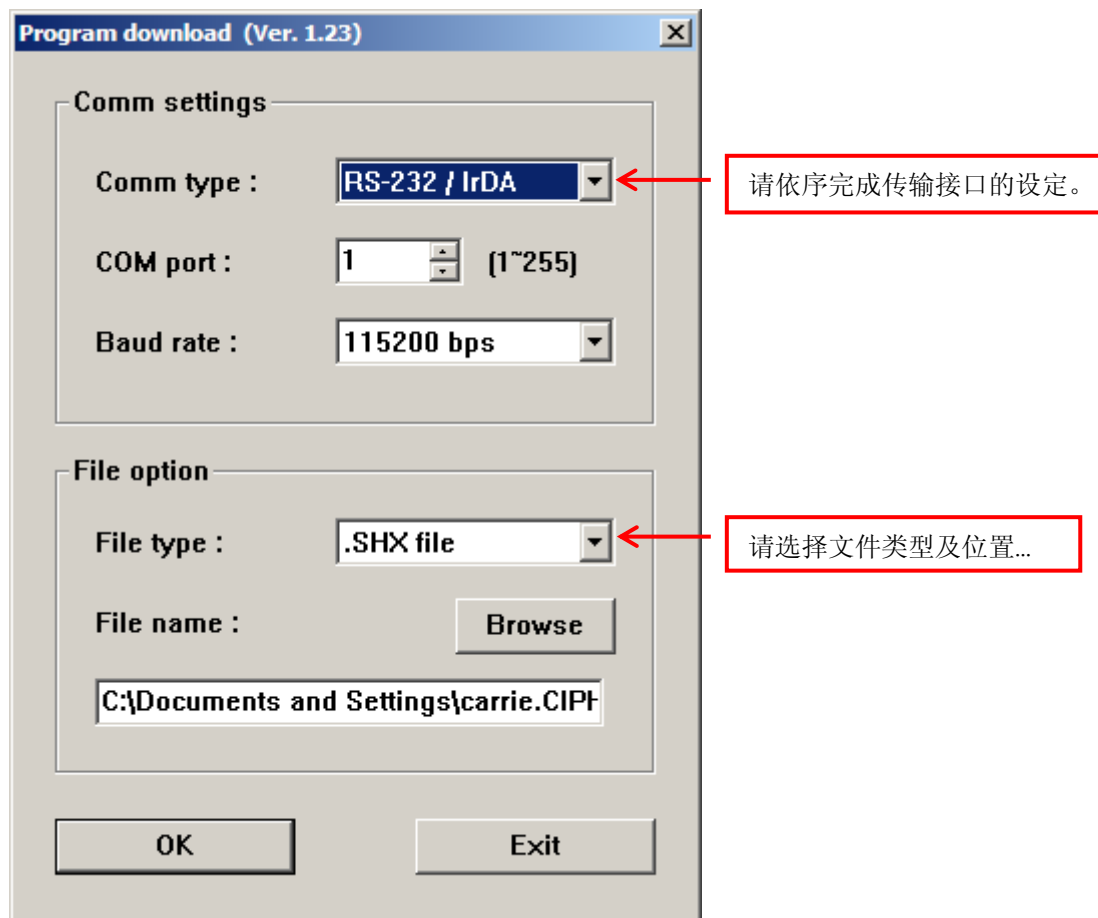 Program download (Ver. 1.23)
Comm settings
Comm type : RS-232 / IrDA
请依序完成传输接口的设定。
COM port : 1 (1~255)
Baud rate : 115200 bps
File option
File type : .SHX file
请选择文件类型及位置...
File name : Browse
C:\Documents and Settings\carrie.CIPH
OK Exit